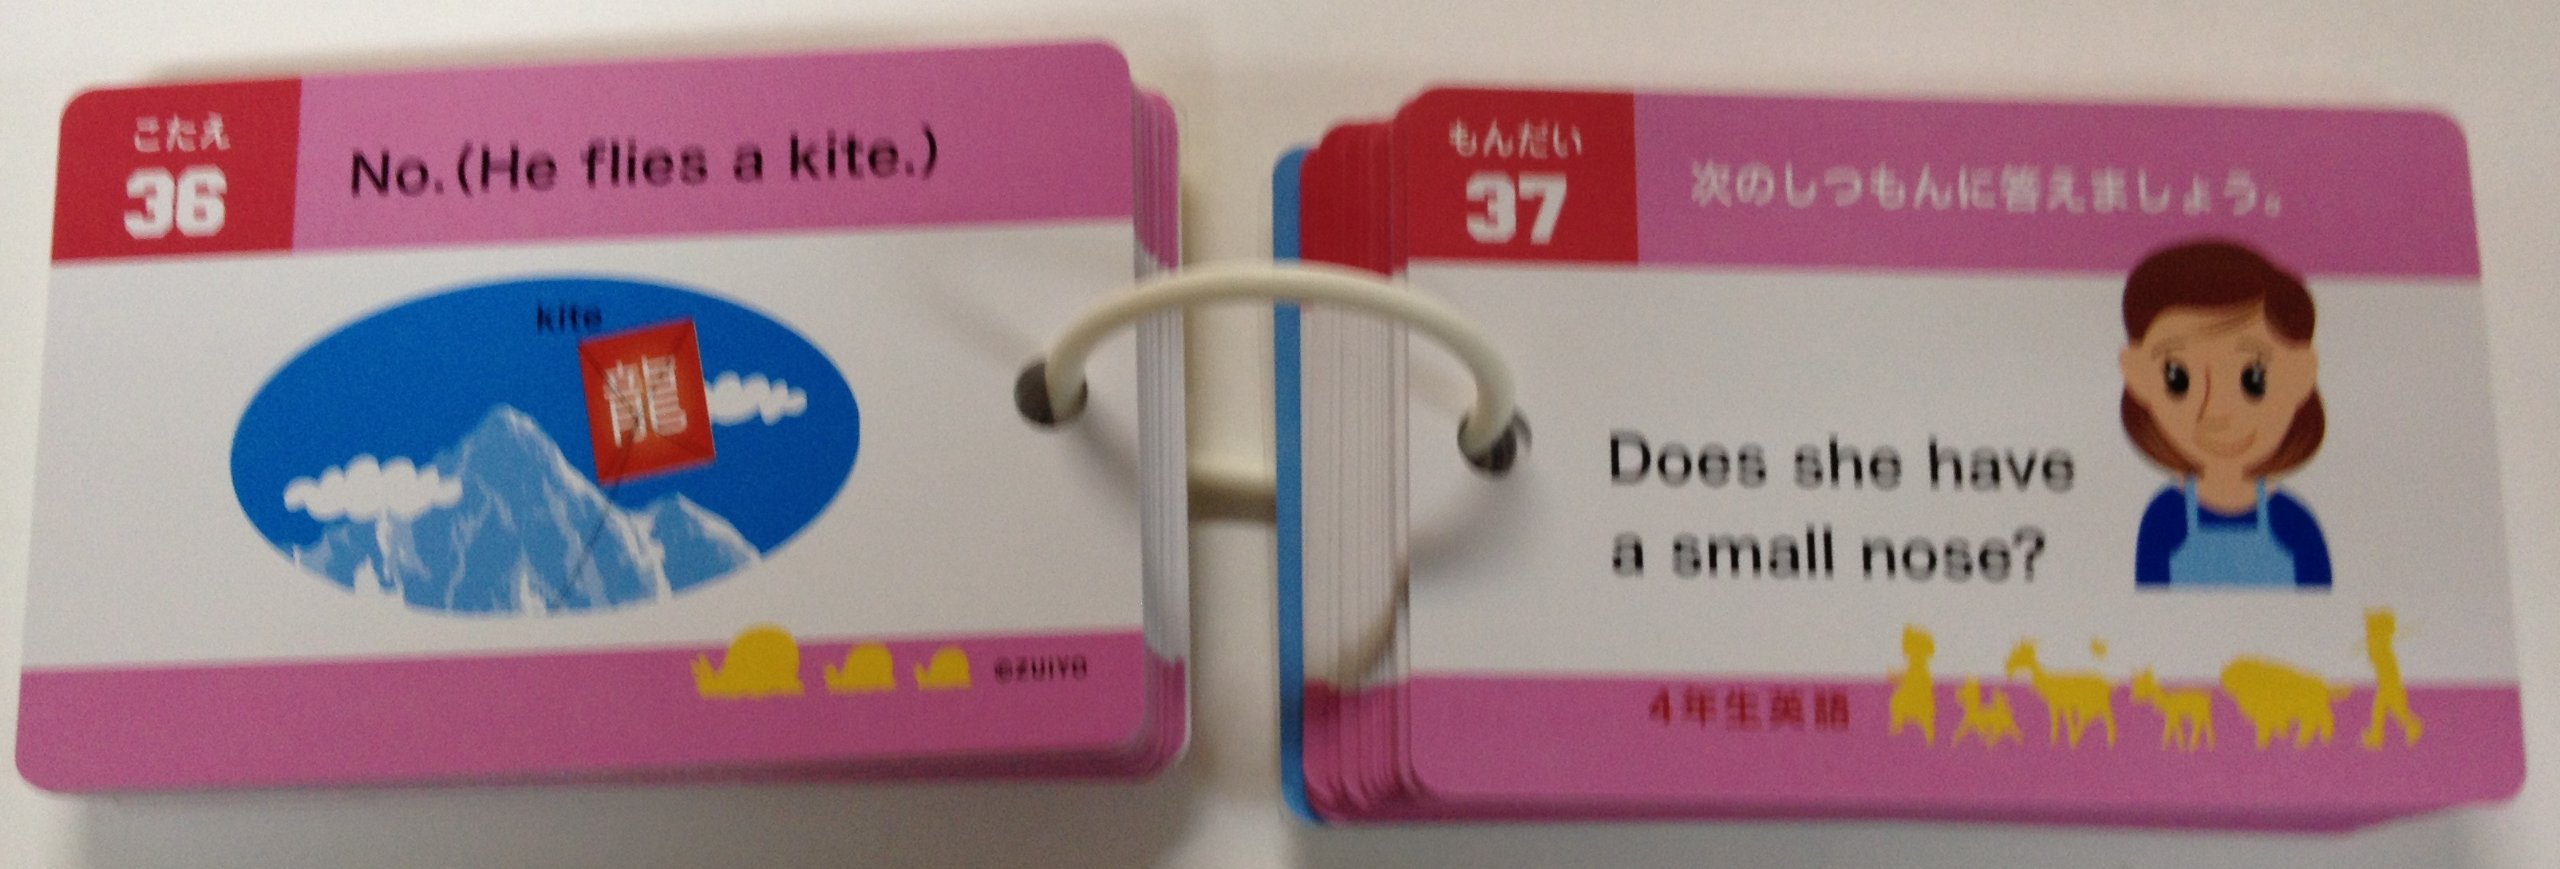 こたえ
36
No.(He flies a kite.)
kite
龍
©ZUIYO
もんだい
37
次のしつもんに答えましょう。
Does she have
a small nose?
4年生英語